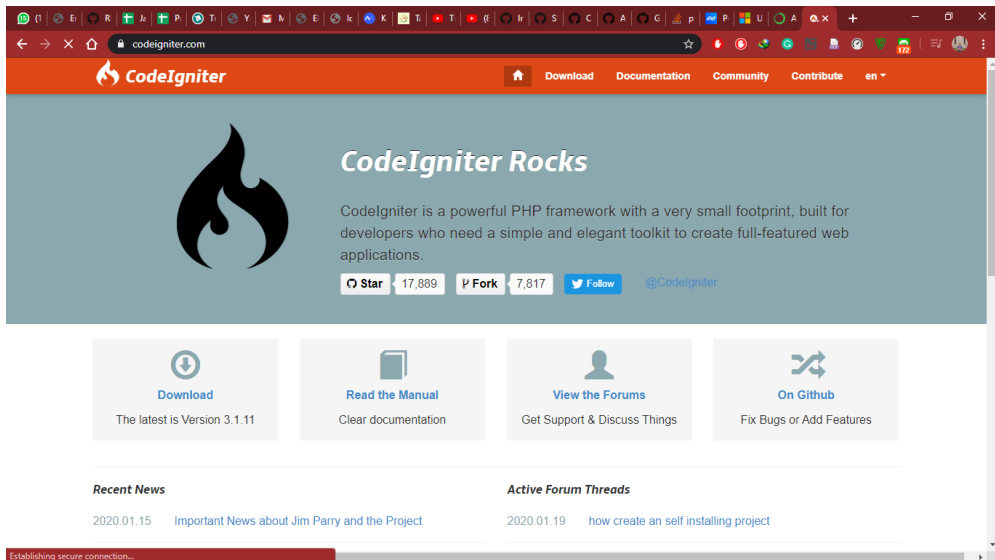 codeigniter.com
172
CodeIgniter
Download
Documentation
Community
Contribute
en
CodeIgniter Rocks
CodeIgniter is a powerful PHP framework with a very small footprint, built for
developers who need a simple and elegant toolkit to create full-featured web
applications.
Star 17,889 Fork 7,817 Follow @CodeIgniter
Download
The latest is Version 3.1.11
Read the Manual
Clear documentation
View the Forums
Get Support & Discuss Things
On Github
Fix Bugs or Add Features
Recent News
2020.01.15 Important News about Jim Parry and the Project
Active Forum Threads
2020.01.19 how create an self installing project
Establishing secure connection...